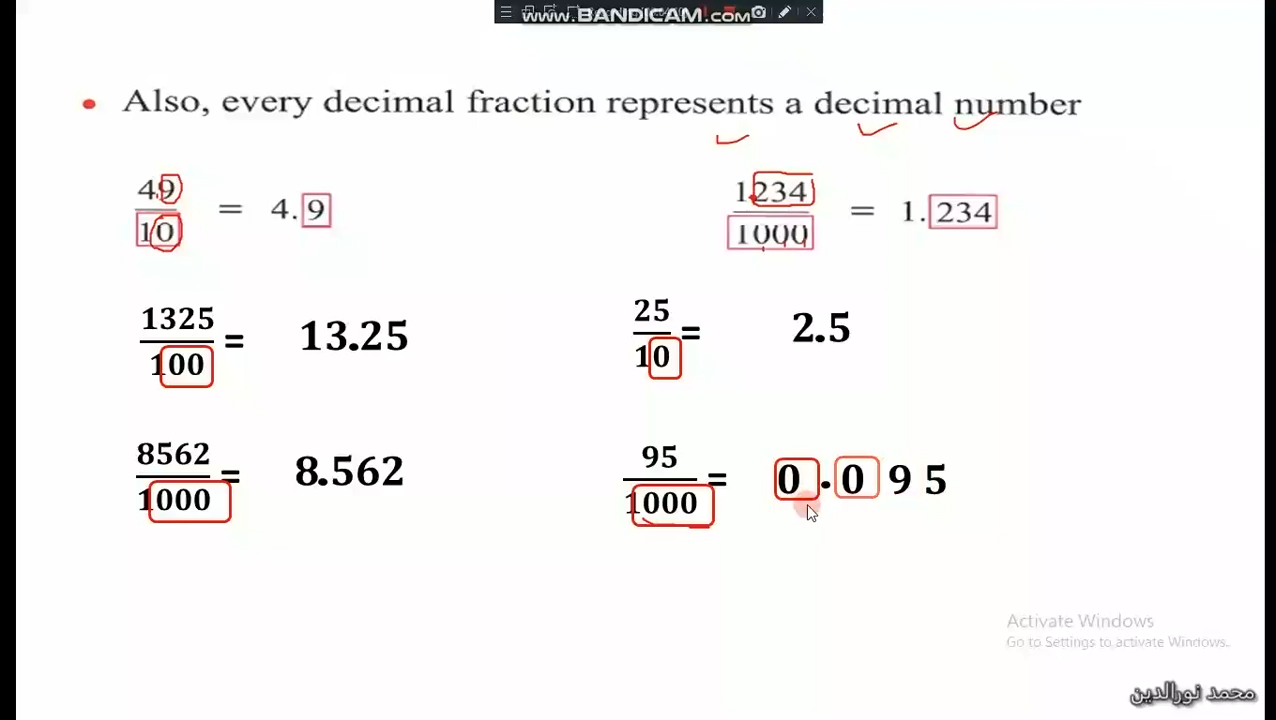 www.BANDICAM.com
• Also, every decimal fraction represents a decimal number
49/10 = 4.9
1234/1000 = 1.234
1325/100 = 13.25
25/10 = 2.5
8562/1000 = 8.562
95/1000 = 0.095
Activate Windows
Go to Settings to activate Windows.
محمد نورالدين